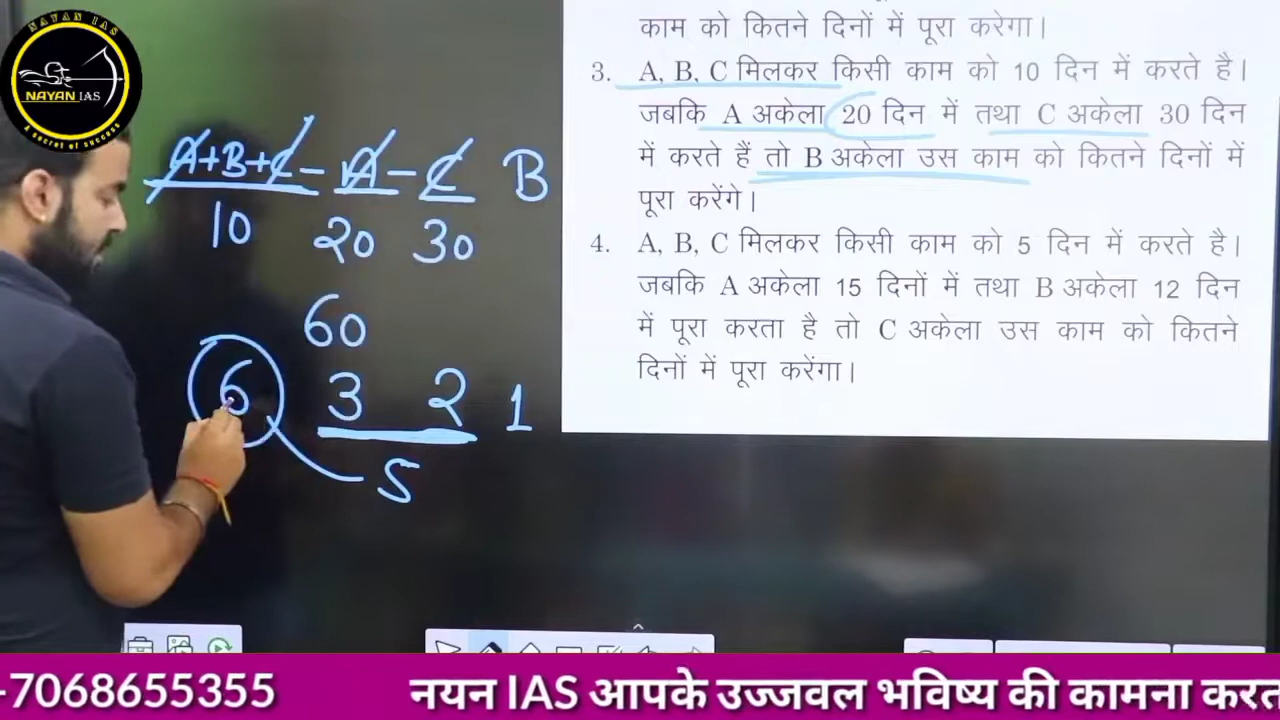 NAYAN IAS
NAYAN IAS
A secret of success
काम को कितने दिनों में पूरा करेगा।
3. A, B, C मिलकर किसी काम को 10 दिन में करते है।
जबकि A अकेला 20 दिन में तथा C अकेला 30 दिन
में करते हैं तो B अकेला उस काम को कितने दिनों में
पूरा करेंगे।
4. A, B, C मिलकर किसी काम को 5 दिन में करते है।
जबकि A अकेला 15 दिनों में तथा B अकेला 12 दिन
में पूरा करता है तो C अकेला उस काम को कितने
दिनों में पूरा करेंगा।
A+B+C - A - C B
10 20 30
60
6 3 2 1
5
-7068655355 नयन IAS आपके उज्जवल भविष्य की कामना करत